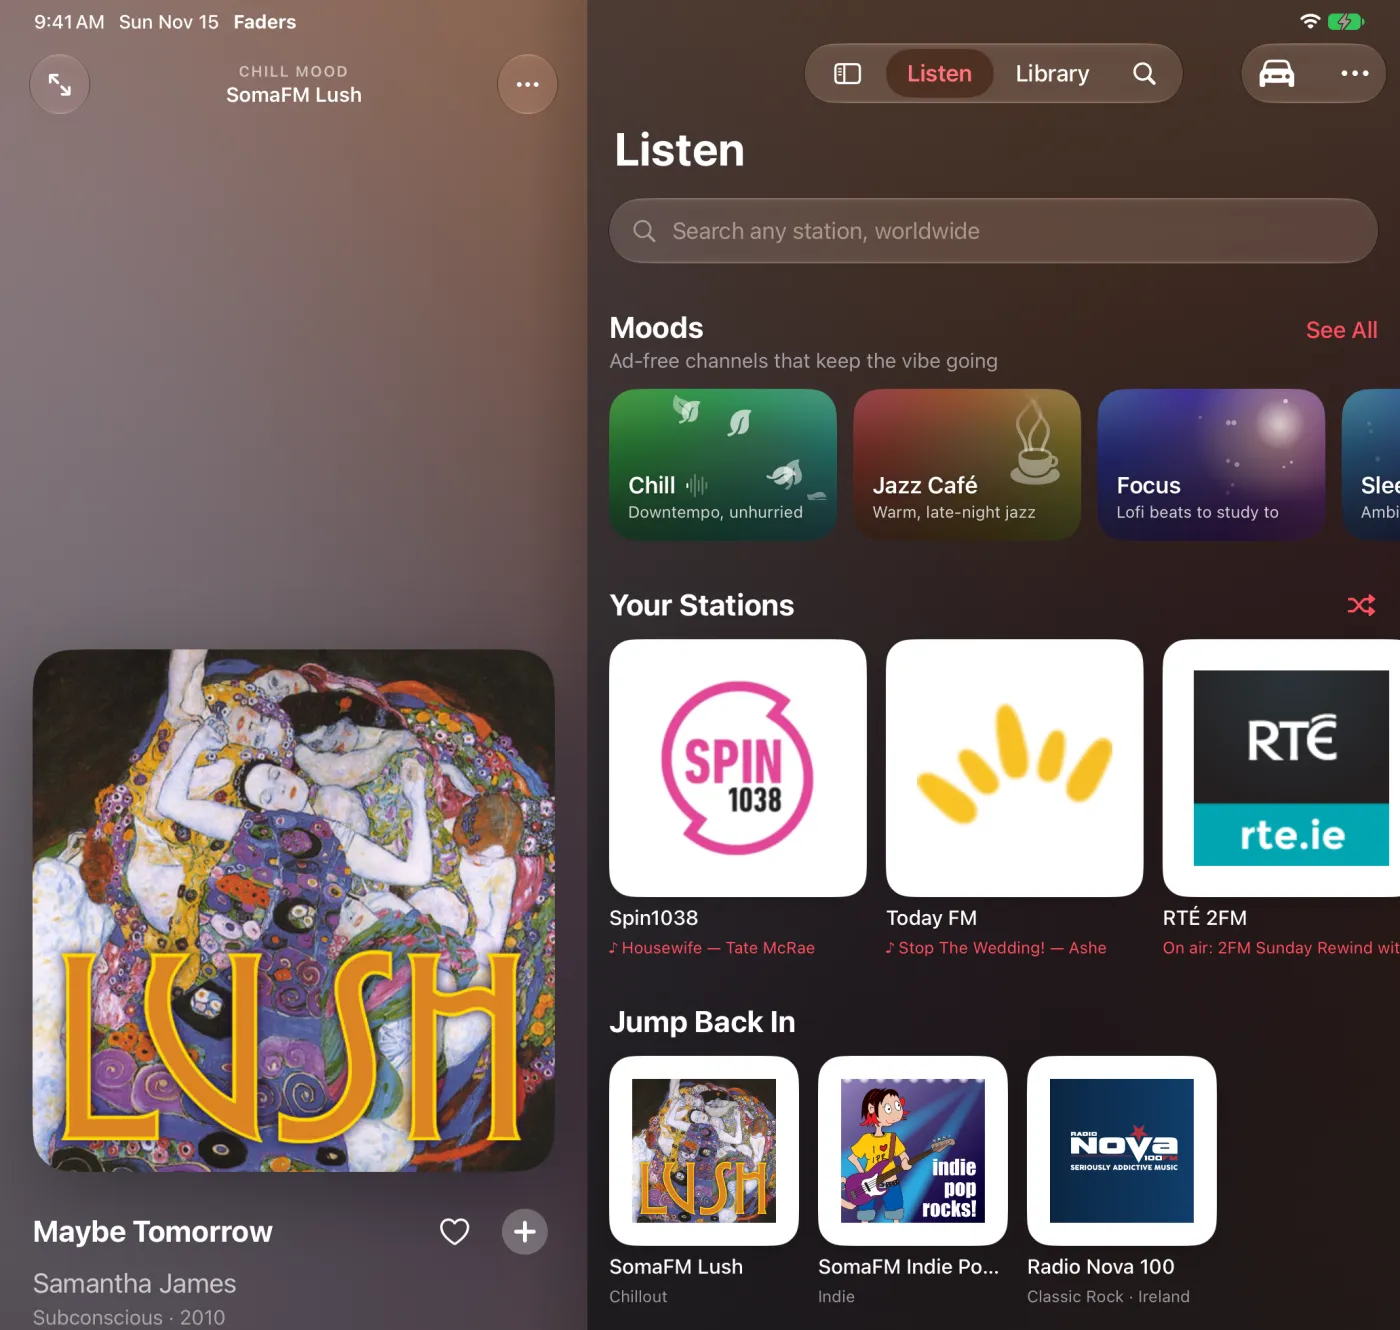 9:41 AM Sun Nov 15 Faders
CHILL MOOD
SomaFM Lush
LUSH
Maybe Tomorrow
Samantha James
Subconscious · 2010
Listen
Library
Listen
Search any station, worldwide
Moods
See All
Ad-free channels that keep the vibe going
Chill
Downtempo, unhurried
Jazz Café
Warm, late-night jazz
Focus
Lofi beats to study to
Slee
Ambi
Your Stations
SPIN
1038
RTÉ
rte.ie
Spin1038
♪ Housewife — Tate McRae
Today FM
♪ Stop The Wedding! — Ashe
RTÉ 2FM
On air: 2FM Sunday Rewind wit
Jump Back In
LUSH
indie
pop
rocks!
RADIO
NOVA
100FM
SERIOUSLY ADDICTIVE MUSIC
SomaFM Lush
Chillout
SomaFM Indie Po...
Indie
Radio Nova 100
Classic Rock · Ireland